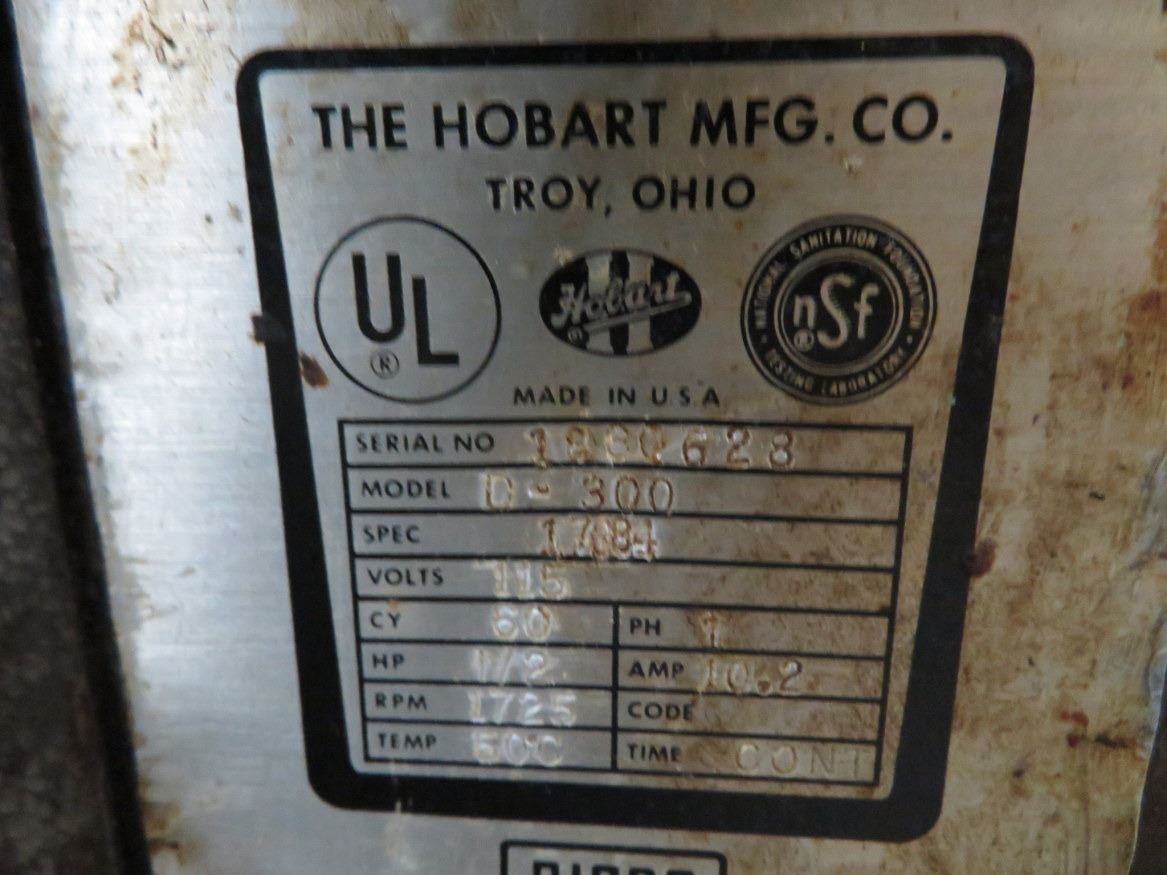 THE HOBART MFG. CO.
TROY, OHIO
UL
®
Hobart
®
NATIONAL SANITATION FOUNDATION
nSf
®
TESTING LABORATORY
MADE IN U.S.A
SERIAL NO
MODEL D-300
SPEC
VOLTS 115
CY 60 PH 1
HP 1/2 AMP 10.2
RPM 1725 CODE
TEMP 50C TIME CONT